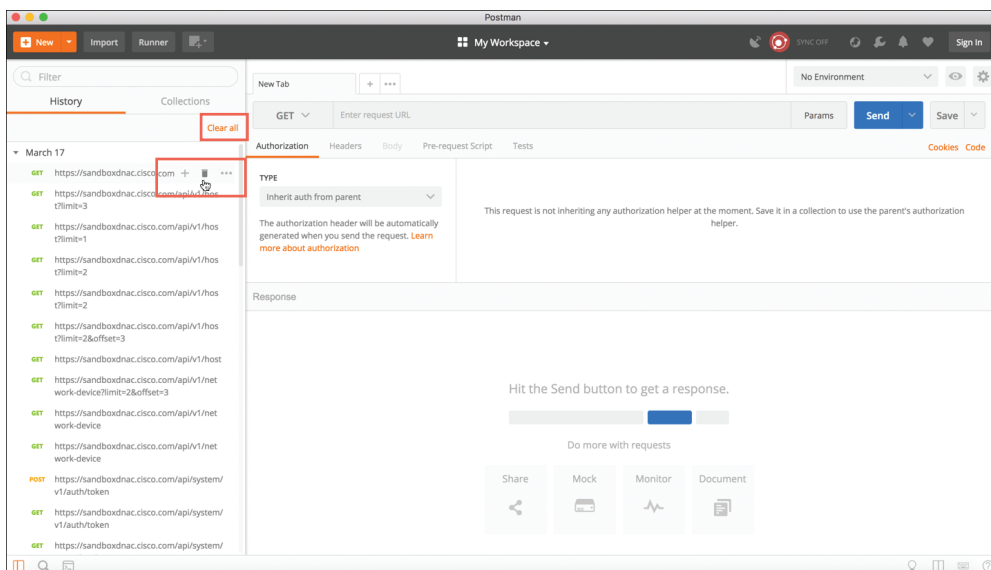 Postman
New
Import
Runner
My Workspace
SYNC OFF
Sign In
Filter
History
Collections
Clear all
March 17
GET https://sandboxdnac.cisco.com
GET https://sandboxdnac.cisco.com/api/v1/hos
t?limit=3
GET https://sandboxdnac.cisco.com/api/v1/hos
t?limit=1
GET https://sandboxdnac.cisco.com/api/v1/hos
t?limit=2
GET https://sandboxdnac.cisco.com/api/v1/hos
t?limit=2
GET https://sandboxdnac.cisco.com/api/v1/hos
t?limit=2&offset=3
GET https://sandboxdnac.cisco.com/api/v1/host
GET https://sandboxdnac.cisco.com/api/v1/net
work-device?limit=2&offset=3
GET https://sandboxdnac.cisco.com/api/v1/net
work-device
GET https://sandboxdnac.cisco.com/api/v1/net
work-device
POST https://sandboxdnac.cisco.com/api/system/
v1/auth/token
GET https://sandboxdnac.cisco.com/api/system/
v1/auth/token
GET https://sandboxdnac.cisco.com/api/system/
New Tab
No Environment
GET
Enter request URL
Params
Send
Save
Authorization
Headers
Body
Pre-request Script
Tests
Cookies
Code
TYPE
Inherit auth from parent
The authorization header will be automatically
generated when you send the request. Learn
more about authorization
This request is not inheriting any authorization helper at the moment. Save it in a collection to use the parent's authorization
helper.
Response
Hit the Send button to get a response.
Do more with requests
Share
Mock
Monitor
Document